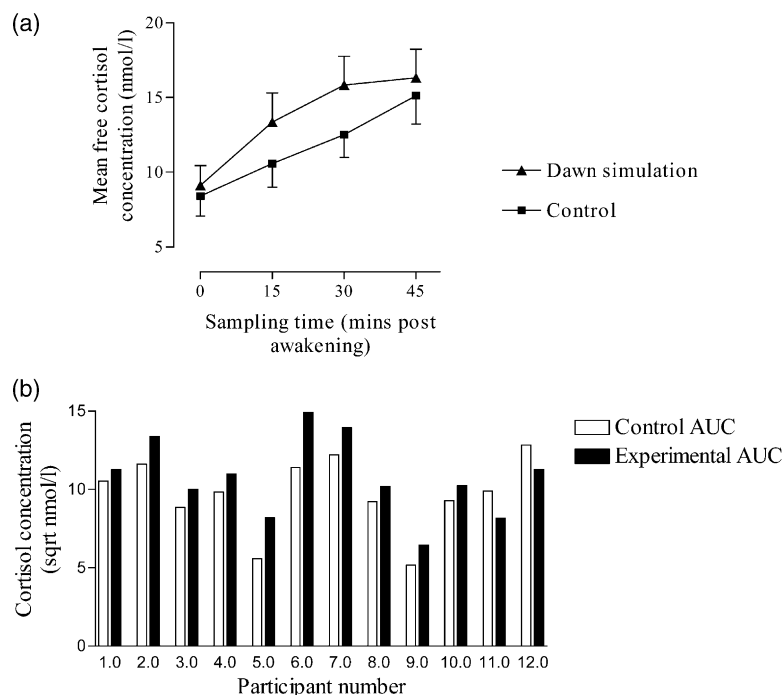 (a)
Mean free cortisol
concentration (nmol/l)
20
15
10
5
0 15 30 45
Sampling time (mins post
awakening)
Dawn simulation
Control
(b)
Cortisol concentration
(sqrt nmol/l)
15
10
5
0
1.0 2.0 3.0 4.0 5.0 6.0 7.0 8.0 9.0 10.0 11.0 12.0
Participant number
Control AUC
Experimental AUC